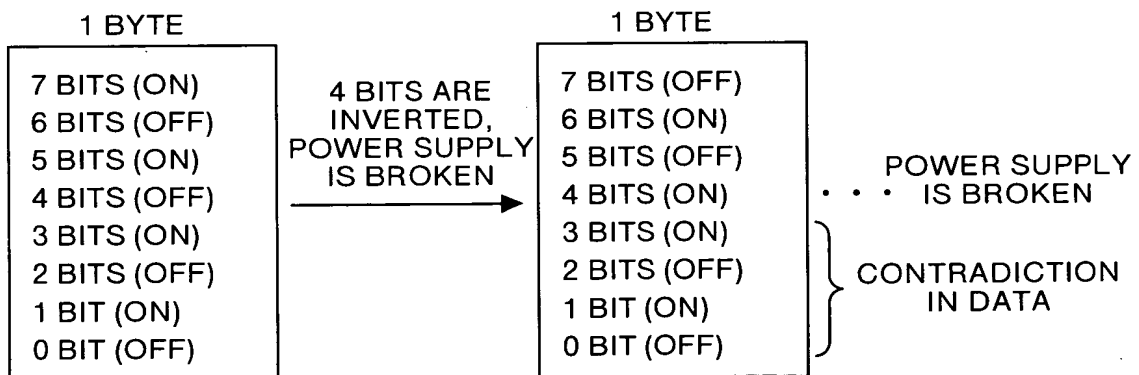 1 BYTE
7 BITS (ON)
6 BITS (OFF)
5 BITS (ON)
4 BITS (OFF)
3 BITS (ON)
2 BITS (OFF)
1 BIT (ON)
0 BIT (OFF)
4 BITS ARE
INVERTED,
POWER SUPPLY
IS BROKEN
1 BYTE
7 BITS (OFF)
6 BITS (ON)
5 BITS (OFF)
4 BITS (ON)
3 BITS (ON)
2 BITS (OFF)
1 BIT (ON)
0 BIT (OFF)
. . . POWER SUPPLY
IS BROKEN
CONTRADICTION
IN DATA